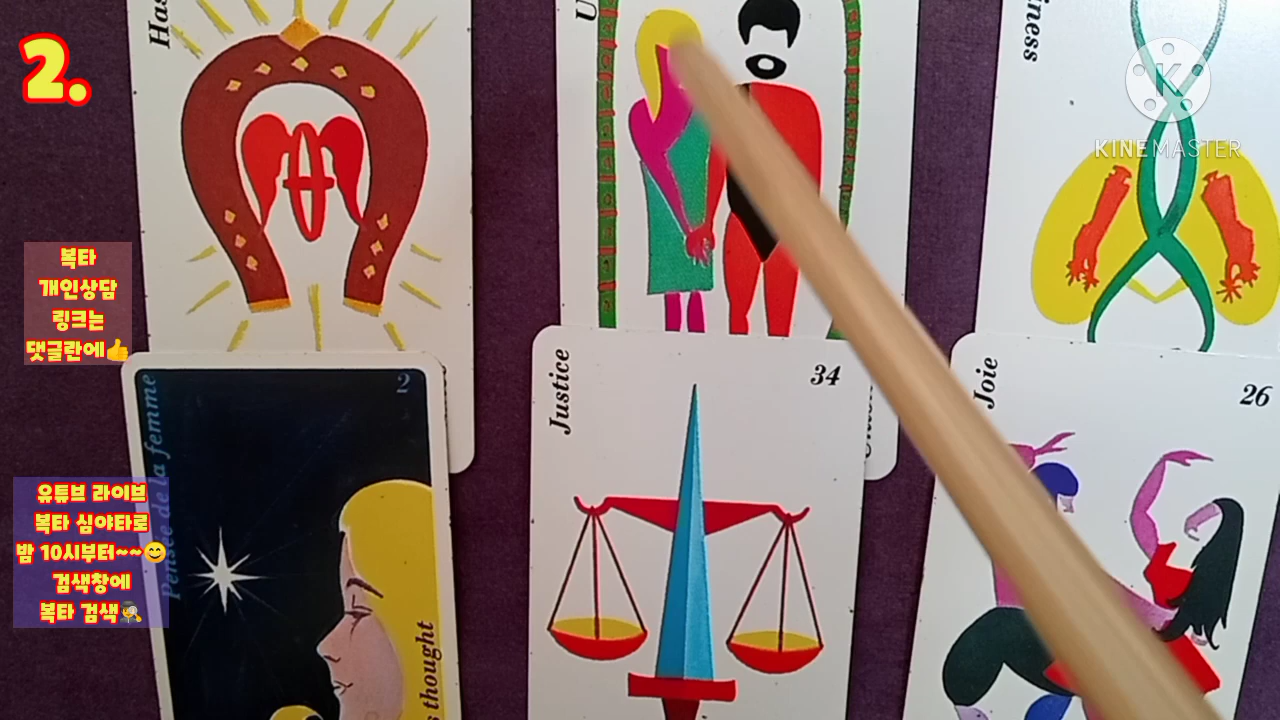 2.
복타
개인상담
링크는
댓글란에👍
유튜브 라이브
복타 심야타로
밤 10시부터~~😊
검색창에
복타 검색🕵️
KINEMASTER
Pensée de la femme
2
s thought
Justice
34
Joie
26